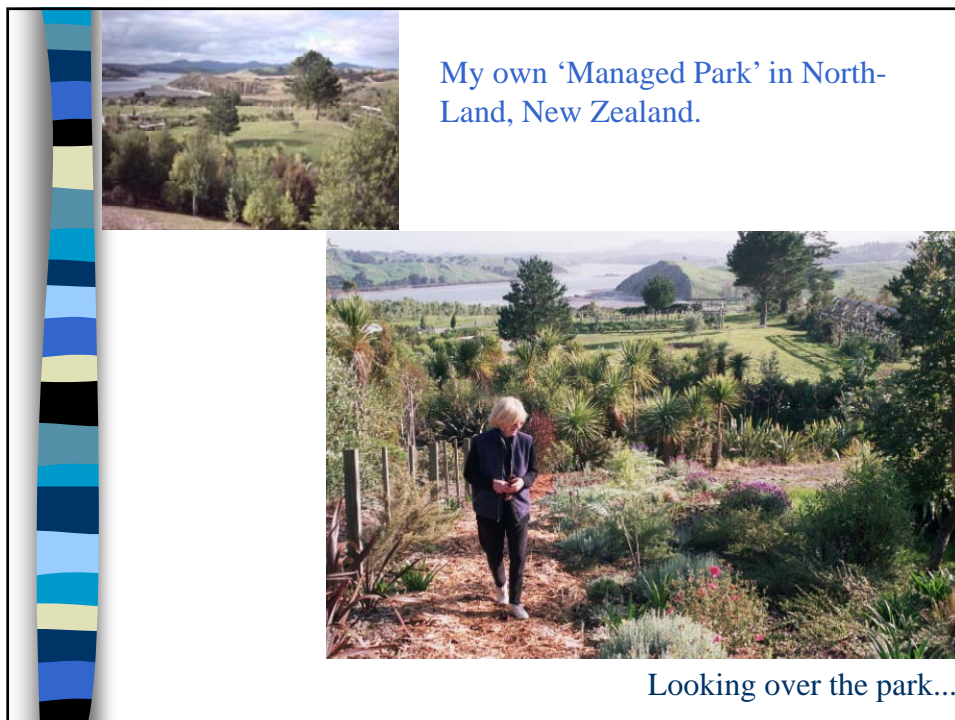 My own ‘Managed Park’ in North-
Land, New Zealand.
Looking over the park...